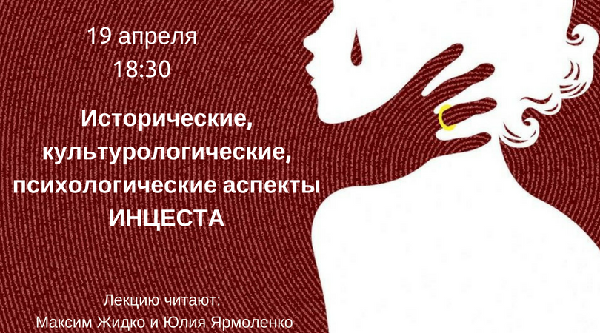 19 апреля
18:30
Исторические,
культурологические,
психологические аспекты
ИНЦЕСТА
Лекцию читают:
Максим Жидко и Юлия Ярмоленко